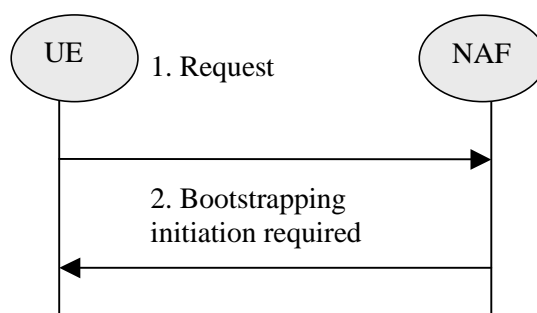 UE
NAF
1. Request
2. Bootstrapping
initiation required